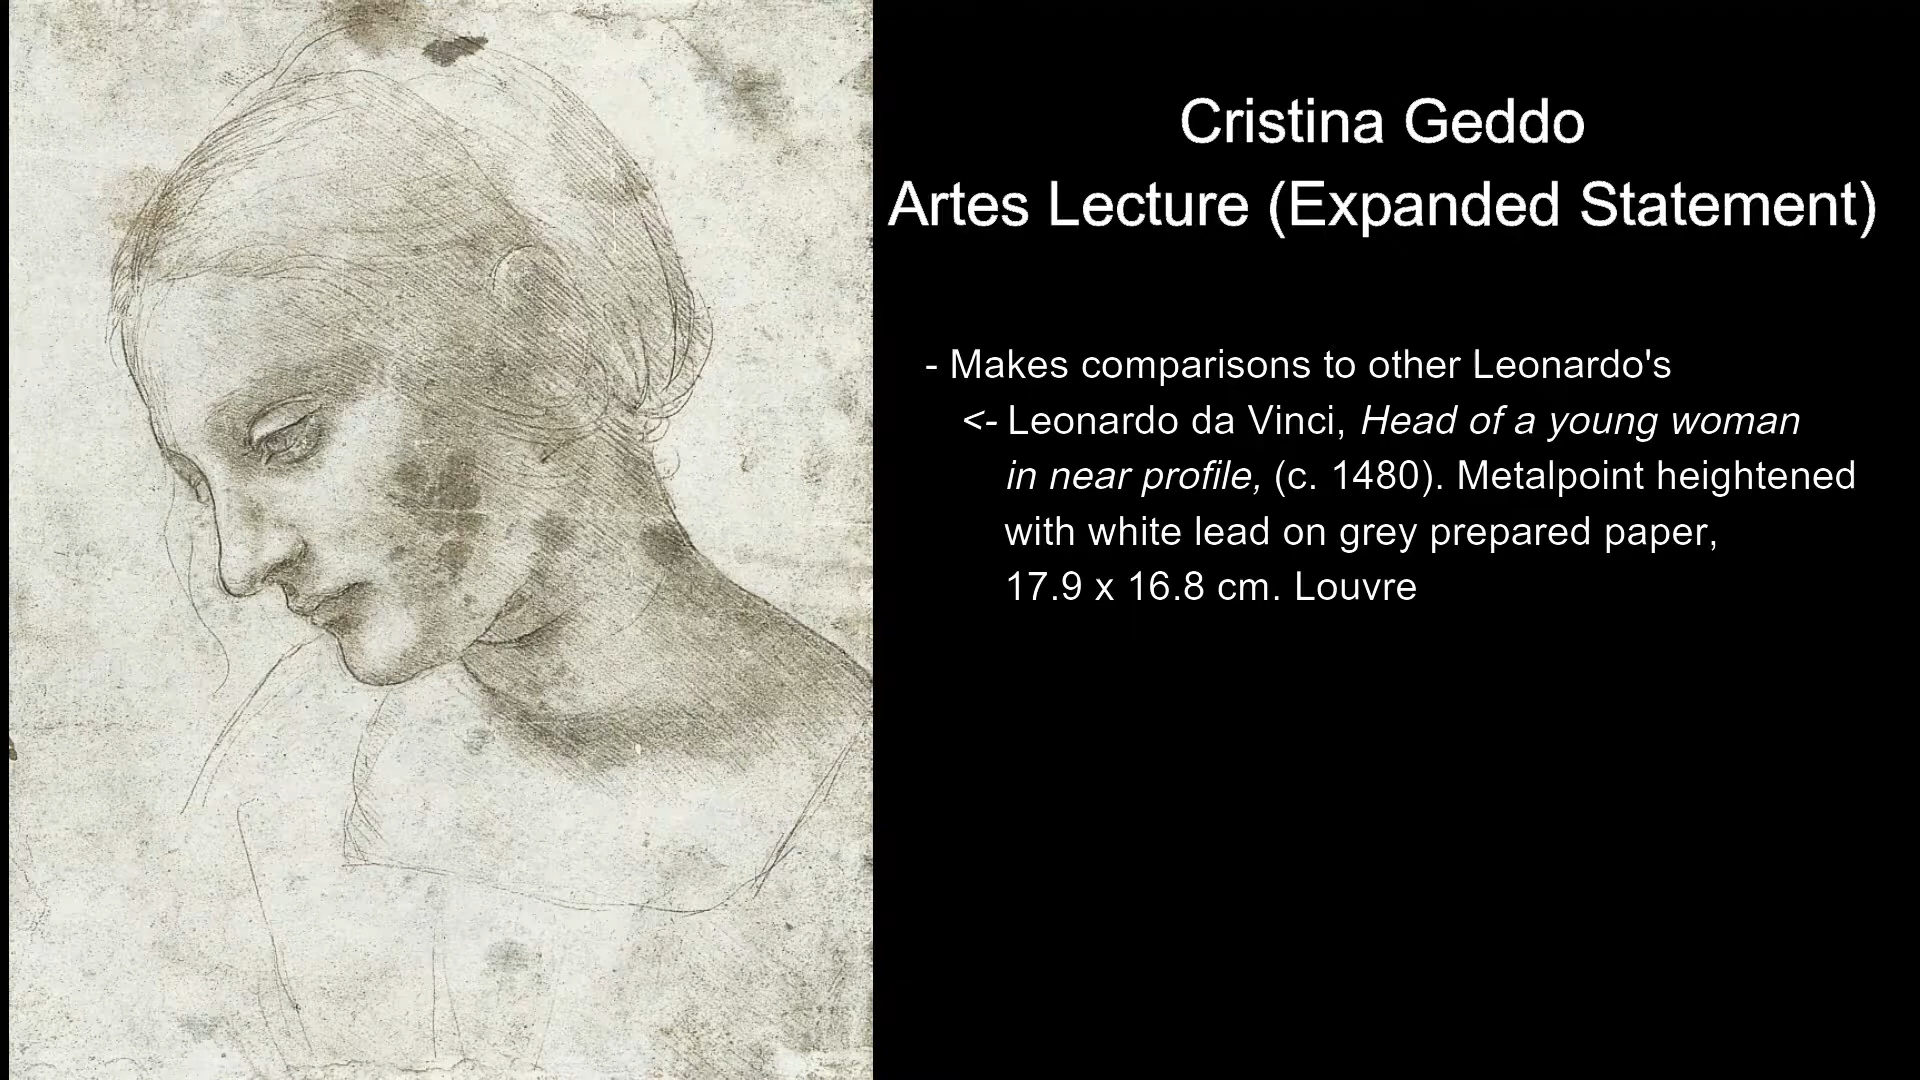 Cristina Geddo
Artes Lecture (Expanded Statement)
- Makes comparisons to other Leonardo's
<- Leonardo da Vinci, Head of a young woman
in near profile, (c. 1480). Metalpoint heightened
with white lead on grey prepared paper,
17.9 x 16.8 cm. Louvre